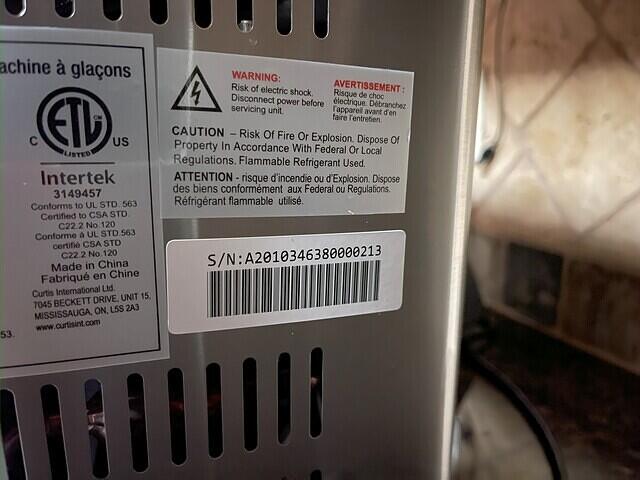 achine à glaçons
C
ETL
US
LISTED
Intertek
3149457
Conforms to UL STD. 563
Certified to CSA STD.
C22.2 No.120
Conforme à UL STD.563
certifié CSA STD
C22.2 No.120
Made in China
Fabriqué en Chine
Curtis International Ltd.
7045 BECKETT DRIVE, UNIT 15,
MISSISSAUGA, ON, L5S 2A3
www.curtisint.com
53.
WARNING:
Risk of electric shock.
Disconnect power before
servicing unit.
AVERTISSEMENT :
Risque de choc
électrique. Débranchez
l'appareil avant d'en
faire l'entretien.
CAUTION – Risk Of Fire Or Explosion. Dispose Of
Property In Accordance With Federal Or Local
Regulations. Flammable Refrigerant Used.
ATTENTION - risque d'incendie ou d'Explosion. Dispose
des biens conformément aux Federal ou Regulations.
Réfrigérant flammable utilisé.
S/N:A2010346380000213